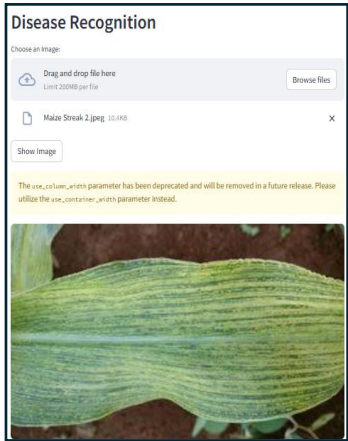 Disease Recognition
Choose an Image:
Drag and drop file here
Limit 200MB per file
Browse files
Maize Streak 2.jpeg 10.4KB
Show Image
The use_column_width parameter has been deprecated and will be removed in a future release. Please
utilize the use_container_width parameter instead.